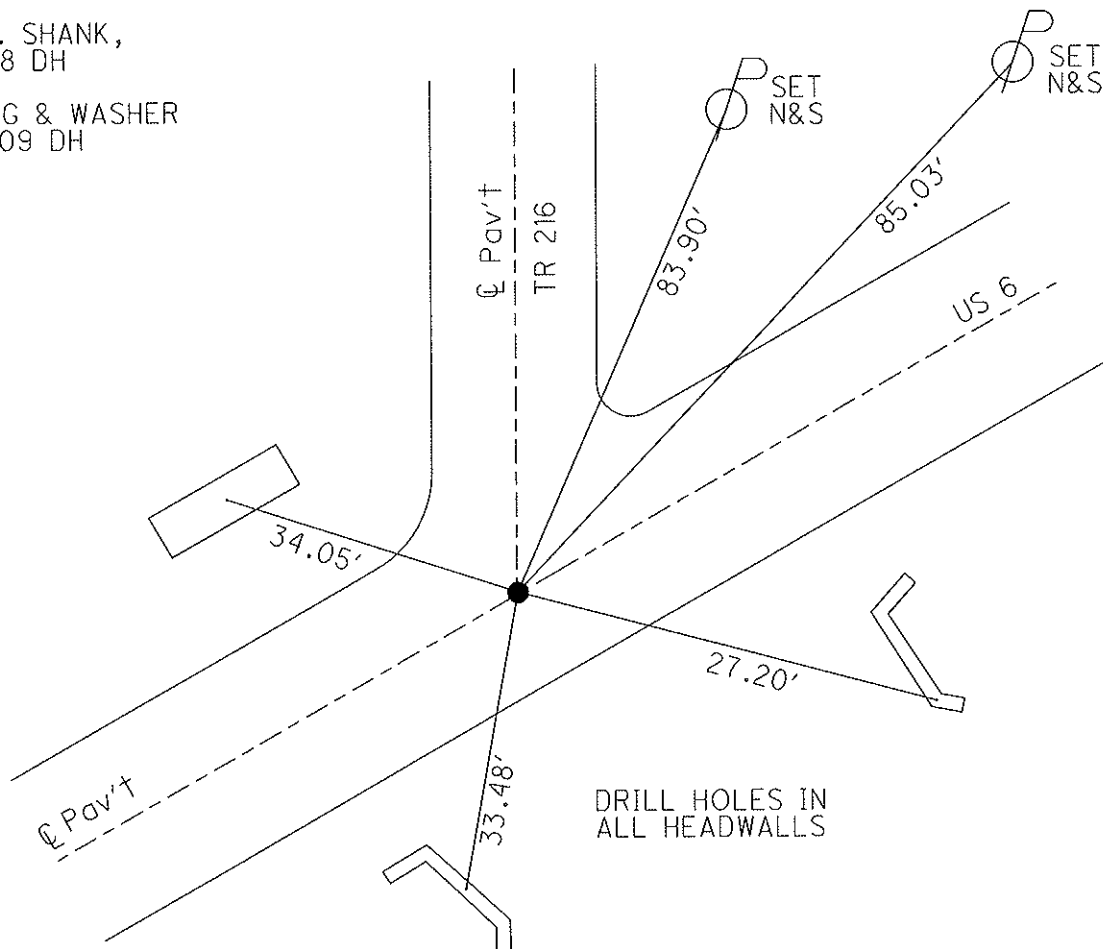 . SHANK,
8 DH
G & WASHER
09 DH
SET
N&S
SET
N&S
℄ Pav't
TR 216
83.90'
85.03'
US 6
34.05'
27.20'
33.48'
℄ Pav't
DRILL HOLES IN
ALL HEADWALLS